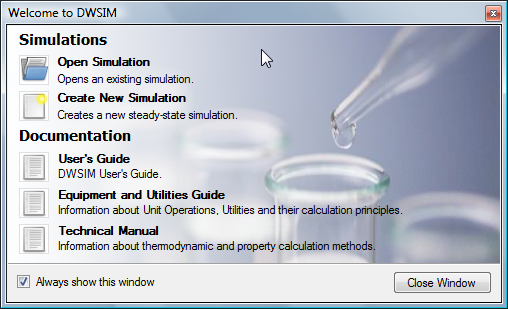 Welcome to DWSIM
Simulations
Open Simulation
Opens an existing simulation.
Create New Simulation
Creates a new steady-state simulation.
Documentation
User's Guide
DWSIM User's Guide.
Equipment and Utilities Guide
Information about Unit Operations, Utilities and their calculation principles.
Technical Manual
Information about thermodynamic and property calculation methods.
Always show this window
Close Window